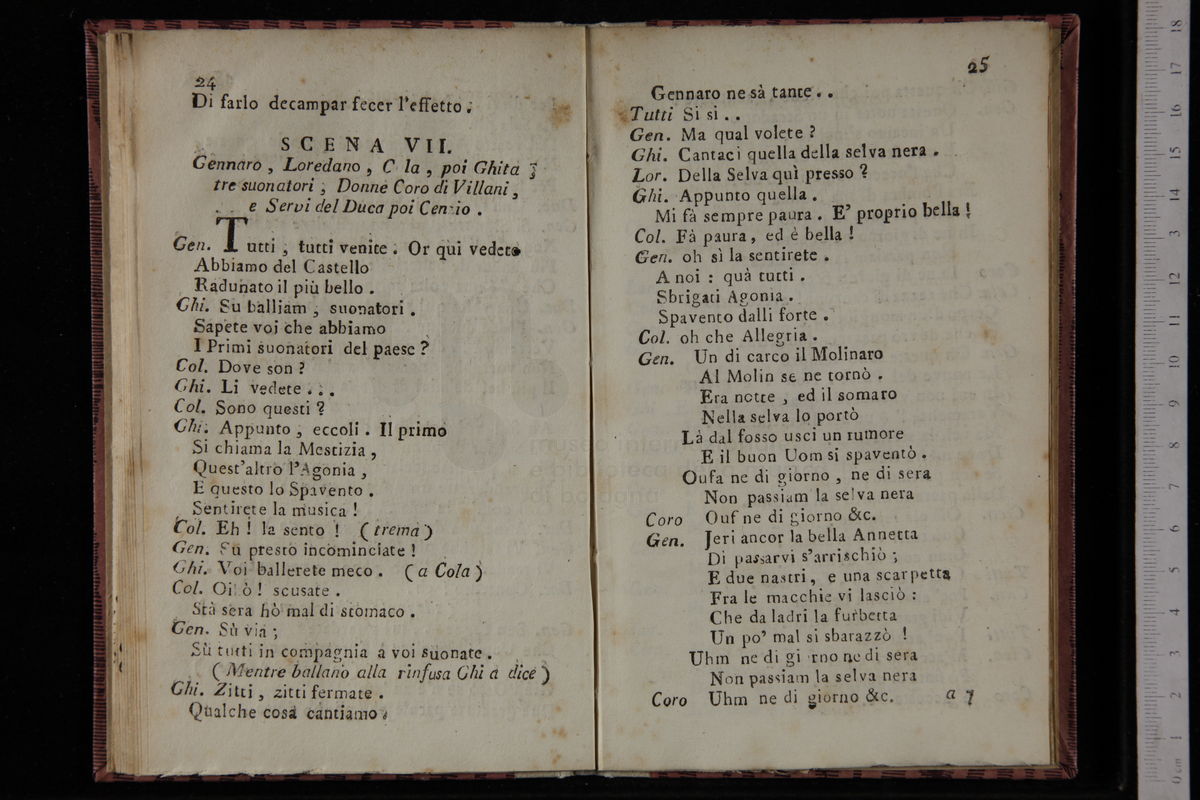 24
Di farlo decampar fecer l'effetto.
SCENA VII.
Gennaro, Loredano, C la, poi Ghita
tre suonatori, Donne Coro di Villani,
e Servi del Duca poi Cenzio.
Gen. Tutti, tutti venite. Or qui vedete
Abbiamo del Castello
Radunato il più bello.
Ghi. Su balliam, suonatori.
Sapete voi che abbiamo
I Primi suonatori del paese?
Col. Dove son?
Ghi. Li vedete...
Col. Sono questi?
Ghi. Appunto, eccoli. Il primo
Si chiama la Mestizia,
Quest'altro l'Agonia,
E questo lo Spavento.
Sentirete la musica!
Col. Eh! la sento! (trema)
Gen. Su presto incominciate!
Ghi. Voi ballerete meco. (a Cola)
Col. Oi ò! scusate.
Stà sera hò mal di stomaco.
Gen. Sù via;
Sù tutti in compagnia a voi suonate.
(Mentre ballano alla rinfusa Ghi a dice)
Ghi. Zitti, zitti fermate.
Qualche cosa cantiamo.
25
Gennaro ne sà tante..
Tutti Si si..
Gen. Ma qual volete?
Ghi. Cantaci quella della selva nera.
Lor. Della Selva quì presso?
Ghi. Appunto quella.
Mi fà sempre paura. E' proprio bella!
Col. Fà paura, ed è bella!
Gen. oh sì la sentirete.
A noi: quà tutti.
Sbrigati Agonia.
Spavento dalli forte.
Col. oh che Allegria.
Gen. Un di carco il Molinaro
Al Molin se ne tornò.
Era notte, ed il somaro
Nella selva lo portò
Là dal fosso usci un rumore
E il buon Uom si spaventò.
Oufa ne di giorno, ne di sera
Non passiam la selva nera
Coro Ouf ne di giorno &c.
Gen. Jeri ancor la bella Annetta
Di passarvi s'arrischiò;
E due nastri, e una scarpetta
Fra le macchie vi lasciò:
Che da ladri la furbetta
Un po' mal si sbarazzò!
Uhm ne di gi rno ne di sera
Non passiam la selva nera
Coro Uhm ne di giorno &c.
a 7